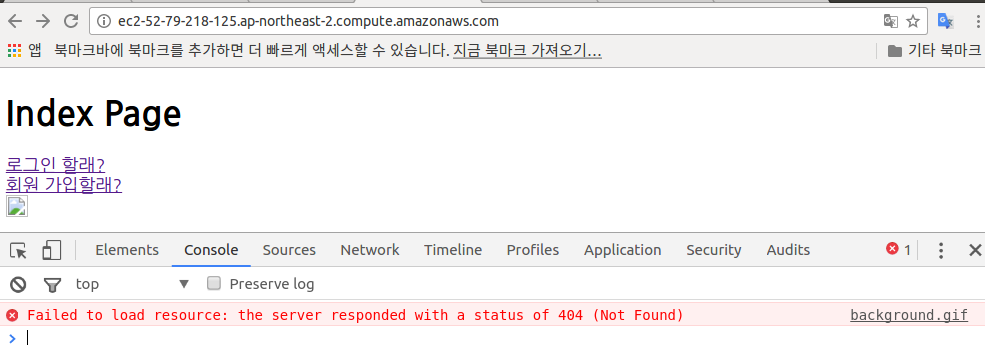 ec2-52-79-218-125.ap-northeast-2.compute.amazonaws.com
앱 북마크바에 북마크를 추가하면 더 빠르게 액세스할 수 있습니다. 지금 북마크 가져오기... 기타 북마크
Index Page
로그인 할래?
회원 가입할래?
Elements Console Sources Network Timeline Profiles Application Security Audits 1
top Preserve log
Failed to load resource: the server responded with a status of 404 (Not Found) background.gif